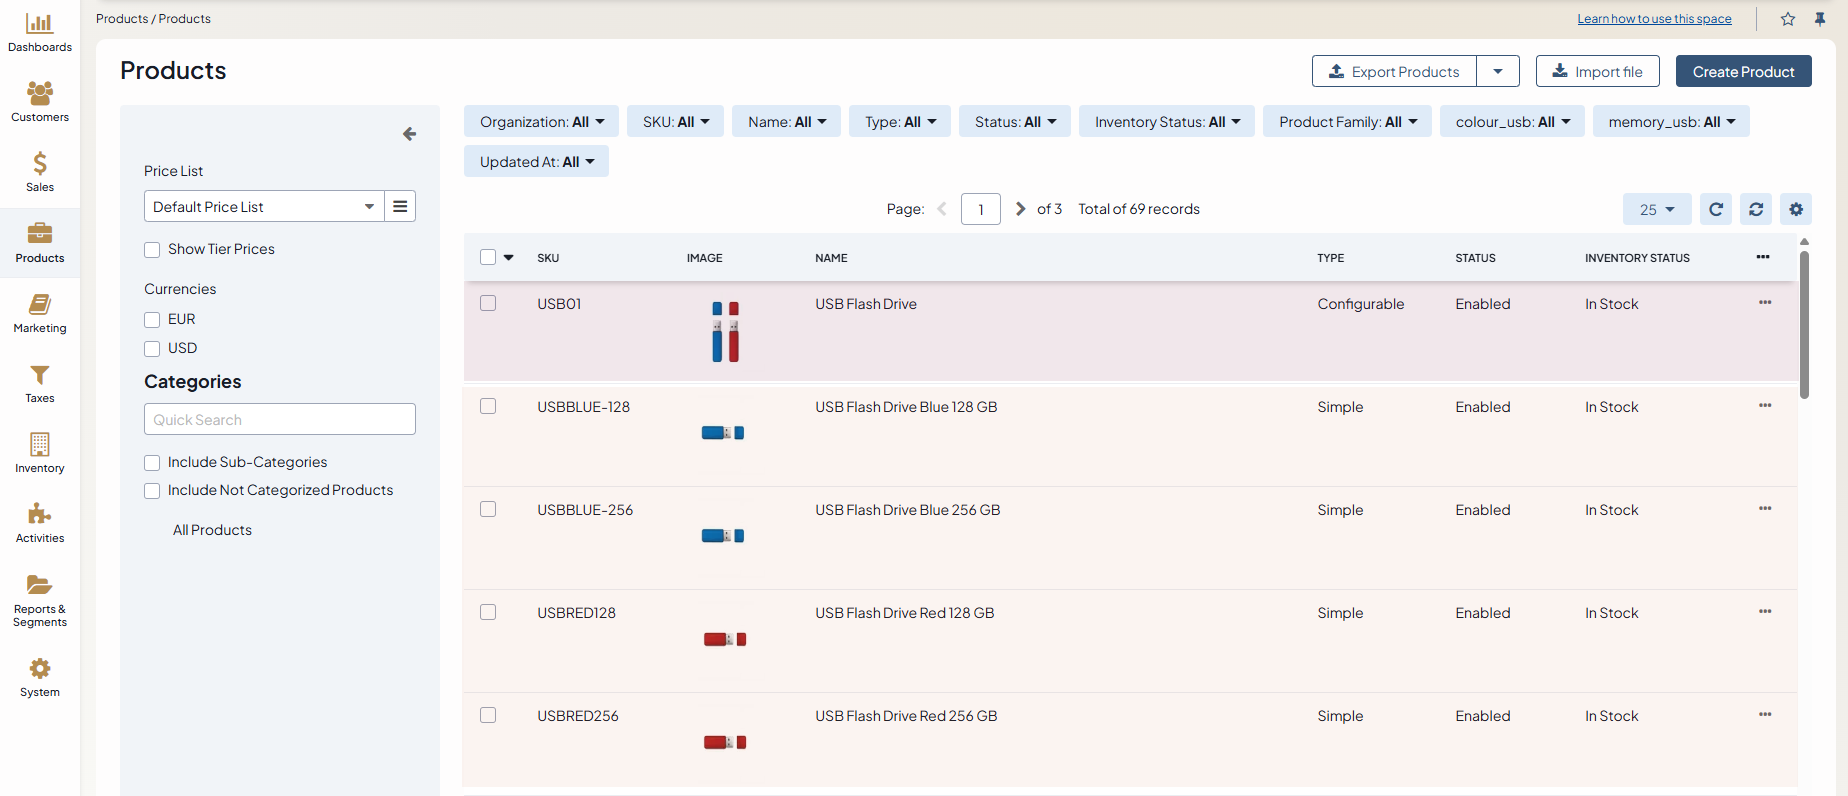 Dashboards
Customers
Sales
Products
Marketing
Taxes
Inventory
Activities
Reports &
Segments
System
Products / Products
Learn how to use this space
Products
Export Products
Import file
Create Product
Price List
Default Price List
Show Tier Prices
Currencies
EUR
USD
Categories
Quick Search
Include Sub-Categories
Include Not Categorized Products
All Products
Organization: All
SKU: All
Name: All
Type: All
Status: All
Inventory Status: All
Product Family: All
colour_usb: All
memory_usb: All
Updated At: All
Page: 1 of 3 Total of 69 records
25
SKU IMAGE NAME TYPE STATUS INVENTORY STATUS
USB01 USB Flash Drive Configurable Enabled In Stock
USBBLUE-128 USB Flash Drive Blue 128 GB Simple Enabled In Stock
USBBLUE-256 USB Flash Drive Blue 256 GB Simple Enabled In Stock
USBRED128 USB Flash Drive Red 128 GB Simple Enabled In Stock
USBRED256 USB Flash Drive Red 256 GB Simple Enabled In Stock